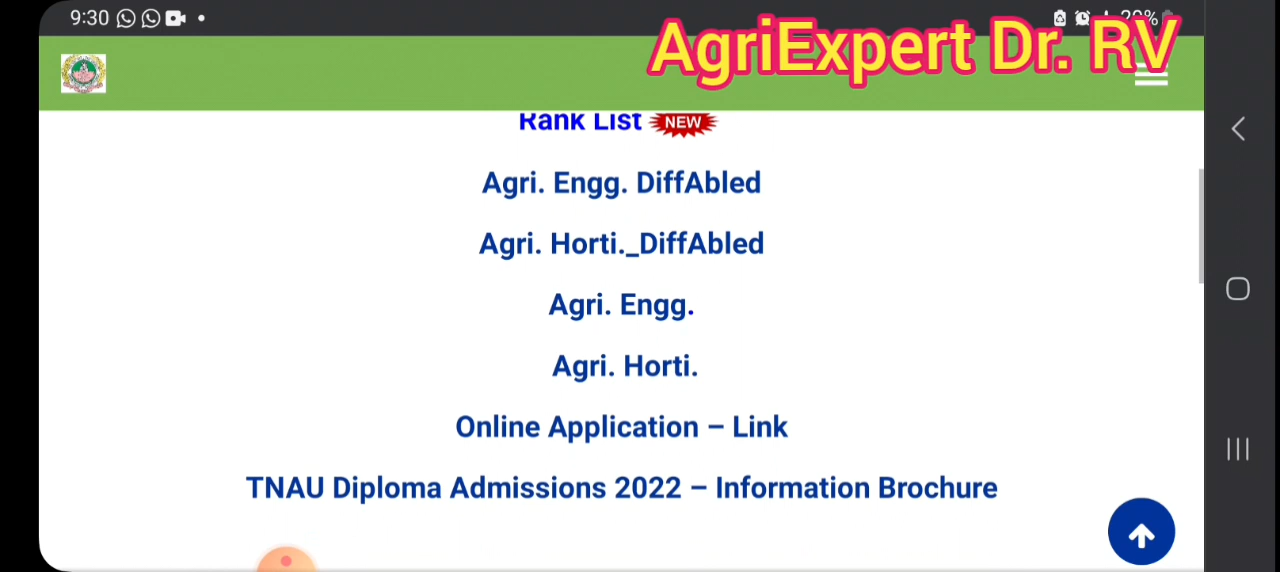 9:30
AgriExpert Dr. RV
Rank List NEW
Agri. Engg. DiffAbled
Agri. Horti._DiffAbled
Agri. Engg.
Agri. Horti.
Online Application – Link
TNAU Diploma Admissions 2022 – Information Brochure